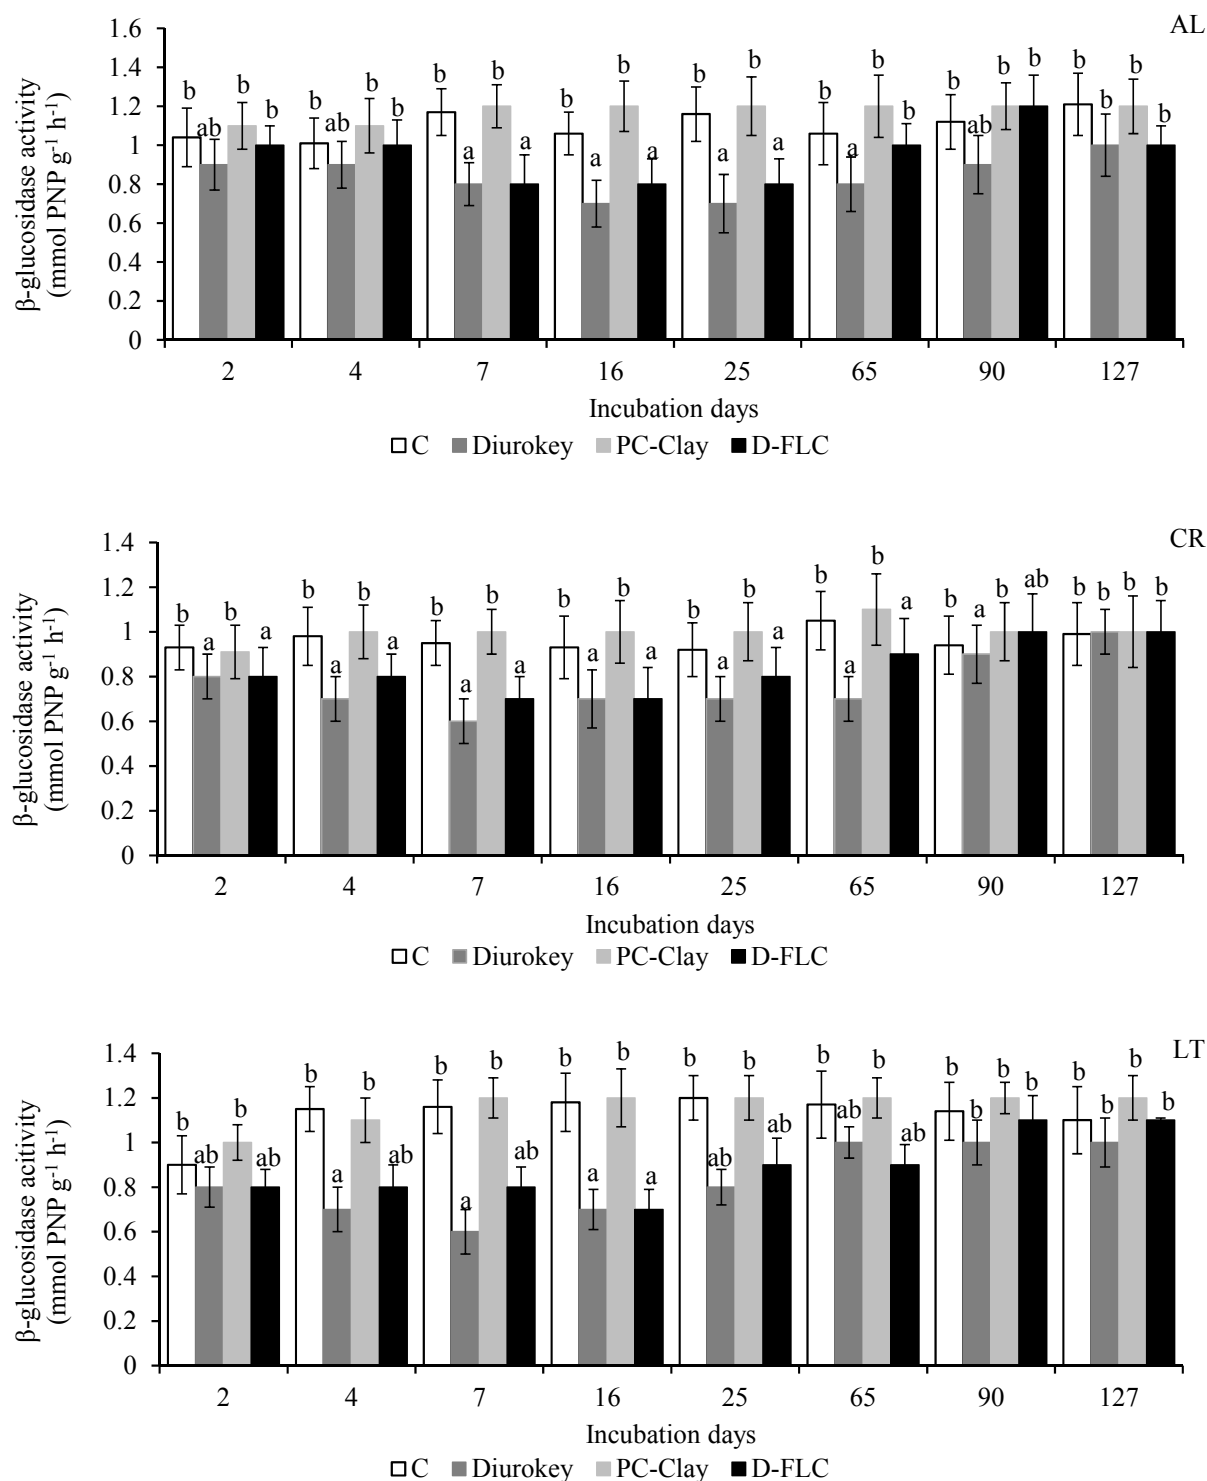 AL
β-glucosidase activity
(mmol PNP g⁻¹ h⁻¹)
1.6
1.4
1.2
1
0.8
0.6
0.4
0.2
0
b ab b b
b ab b b
b a b a
b a b a
b a b a
b a b b
b ab b b
b b b b
2 4 7 16 25 65 90 127
Incubation days
C Diurokey PC-Clay D-FLC
CR
β-glucosidase activity
(mmol PNP g⁻¹ h⁻¹)
1.4
1.2
1
0.8
0.6
0.4
0.2
0
b a b a
b a b a
b a b a
b a b a
b a b a
b a b a
b a b ab
b b b b
2 4 7 16 25 65 90 127
Incubation days
C Diurokey PC-Clay D-FLC
LT
β-glucosidase acitivity
(mmol PNP g⁻¹ h⁻¹)
1.4
1.2
1
0.8
0.6
0.4
0.2
0
b ab b ab
b a b ab
b a b ab
b a b a
b ab b ab
b ab b ab
b b b b
b b b b
2 4 7 16 25 65 90 127
Incubation days
C Diurokey PC-Clay D-FLC